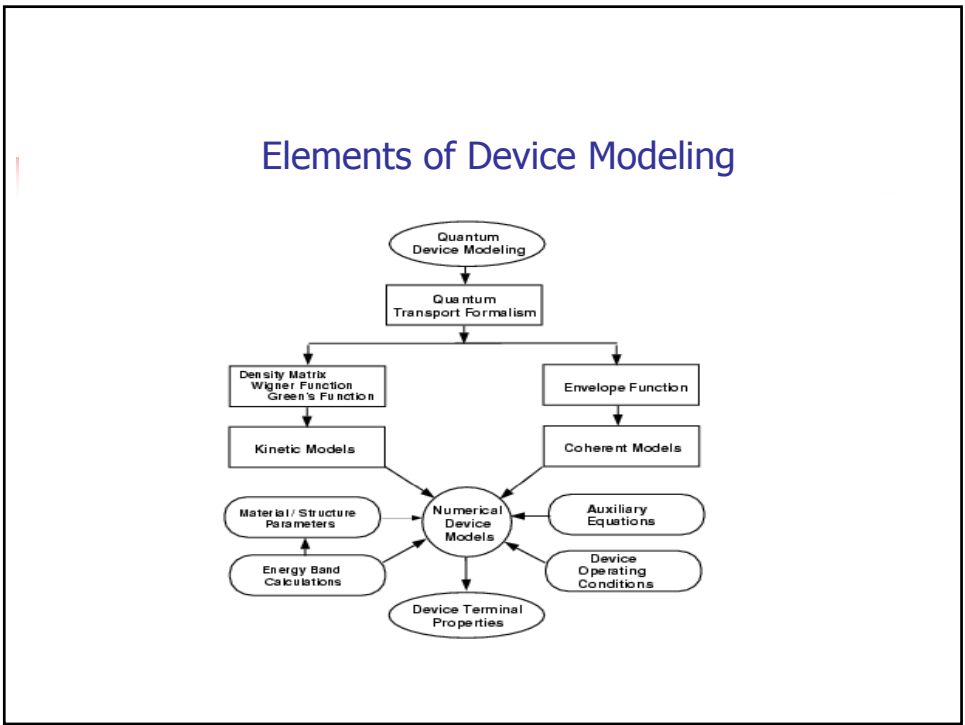 Elements of Device Modeling
Quantum
Device Modeling
Quantum
Transport Formalism
Density Matrix
Wigner Function
Green's Function
Envelope Function
Kinetic Models
Coherent Models
Material / Structure
Parameters
Numerical
Device
Models
Auxiliary
Equations
Energy Band
Calculations
Device
Operating
Conditions
Device Terminal
Properties